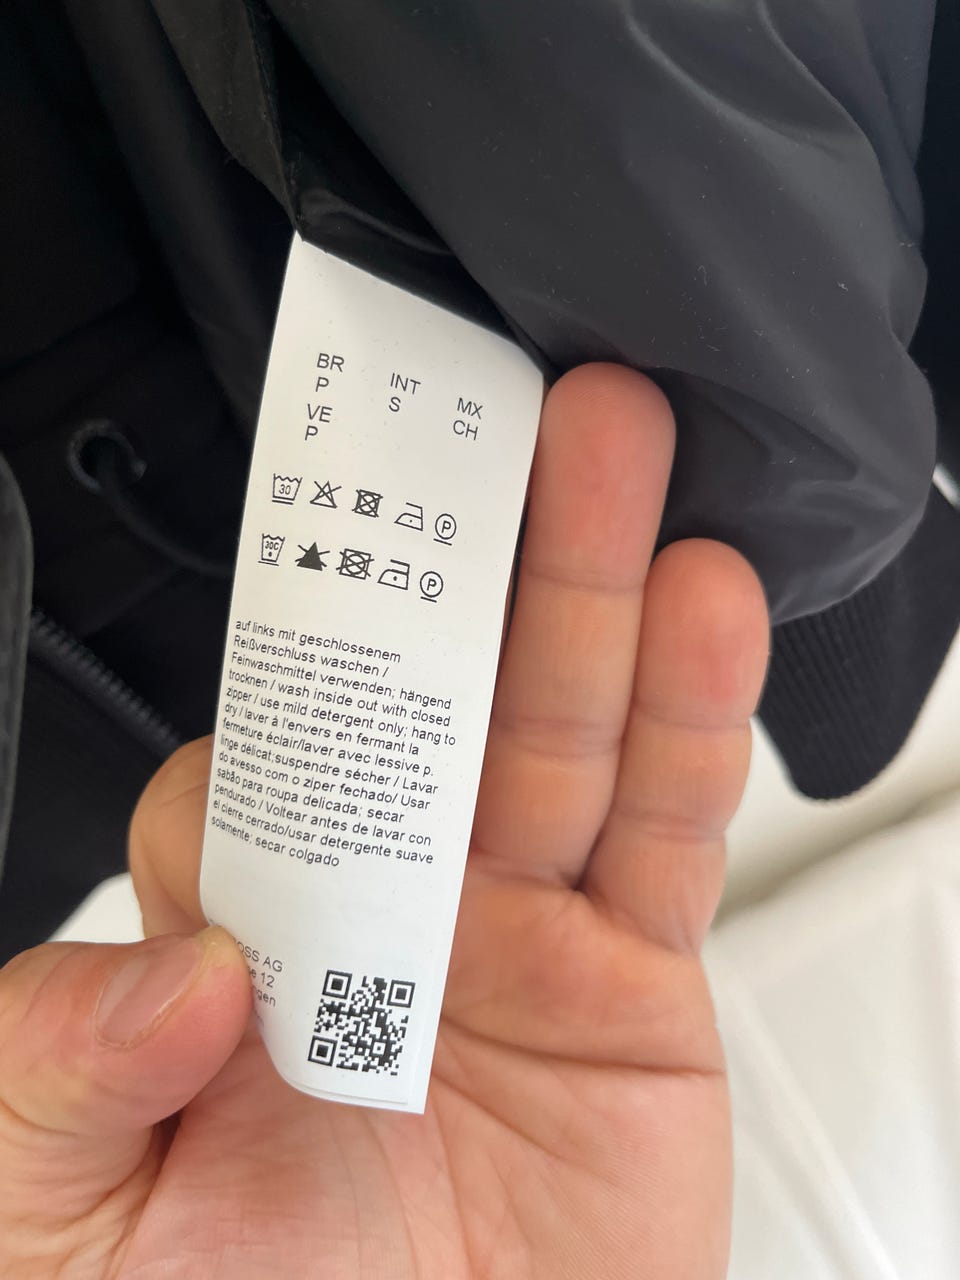 BR
P
INT
S
MX
CH
VE
P
30
P
30C
P
auf links mit geschlossenem
Reißverschluss waschen /
Feinwaschmittel verwenden; hängend
trocknen / wash inside out with closed
zipper / use mild detergent only; hang to
dry / laver à l'envers en fermant la
fermeture éclair/laver avec lessive p.
linge délicat;suspendre sécher / Lavar
do avesso com o zíper fechado/ Usar
sabão para roupa delicada; secar
pendurado / Voltear antes de lavar con
el cierre cerrado/usar detergente suave
solamente; secar colgado
OSS AG
12